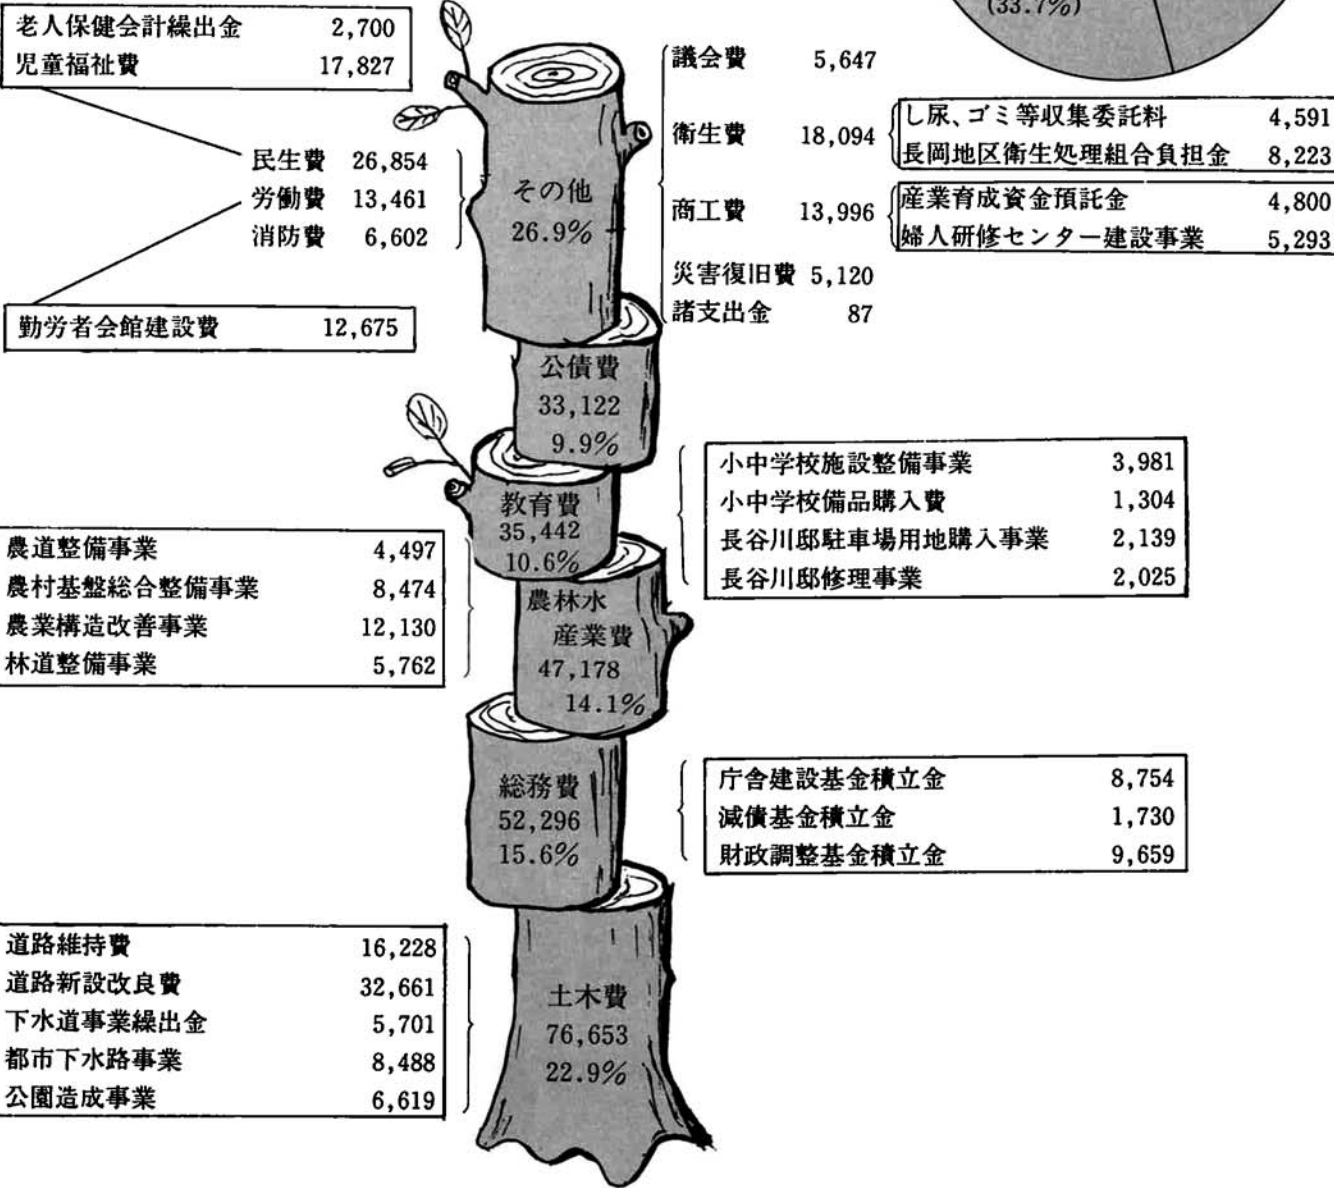 (33.7%)
老人保健会計繰出金 2,700
児童福祉費 17,827
民生費 26,854
労働費 13,461
消防費 6,602
勤労者会館建設費 12,675
その他
26.9%
議会費 5,647
衛生費 18,094
し尿、ゴミ等収集委託料 4,591
長岡地区衛生処理組合負担金 8,223
商工費 13,996
産業育成資金預託金 4,800
婦人研修センター建設事業 5,293
災害復旧費 5,120
諸支出金 87
公債費
33,122
9.9%
教育費
35,442
10.6%
小中学校施設整備事業 3,981
小中学校備品購入費 1,304
長谷川邸駐車場用地購入事業 2,139
長谷川邸修理事業 2,025
農道整備事業 4,497
農村基盤総合整備事業 8,474
農業構造改善事業 12,130
林道整備事業 5,762
農林水
産業費
47,178
14.1%
総務費
52,296
15.6%
庁舎建設基金積立金 8,754
減債基金積立金 1,730
財政調整基金積立金 9,659
道路維持費 16,228
道路新設改良費 32,661
下水道事業繰出金 5,701
都市下水路事業 8,488
公園造成事業 6,619
土木費
76,653
22.9%